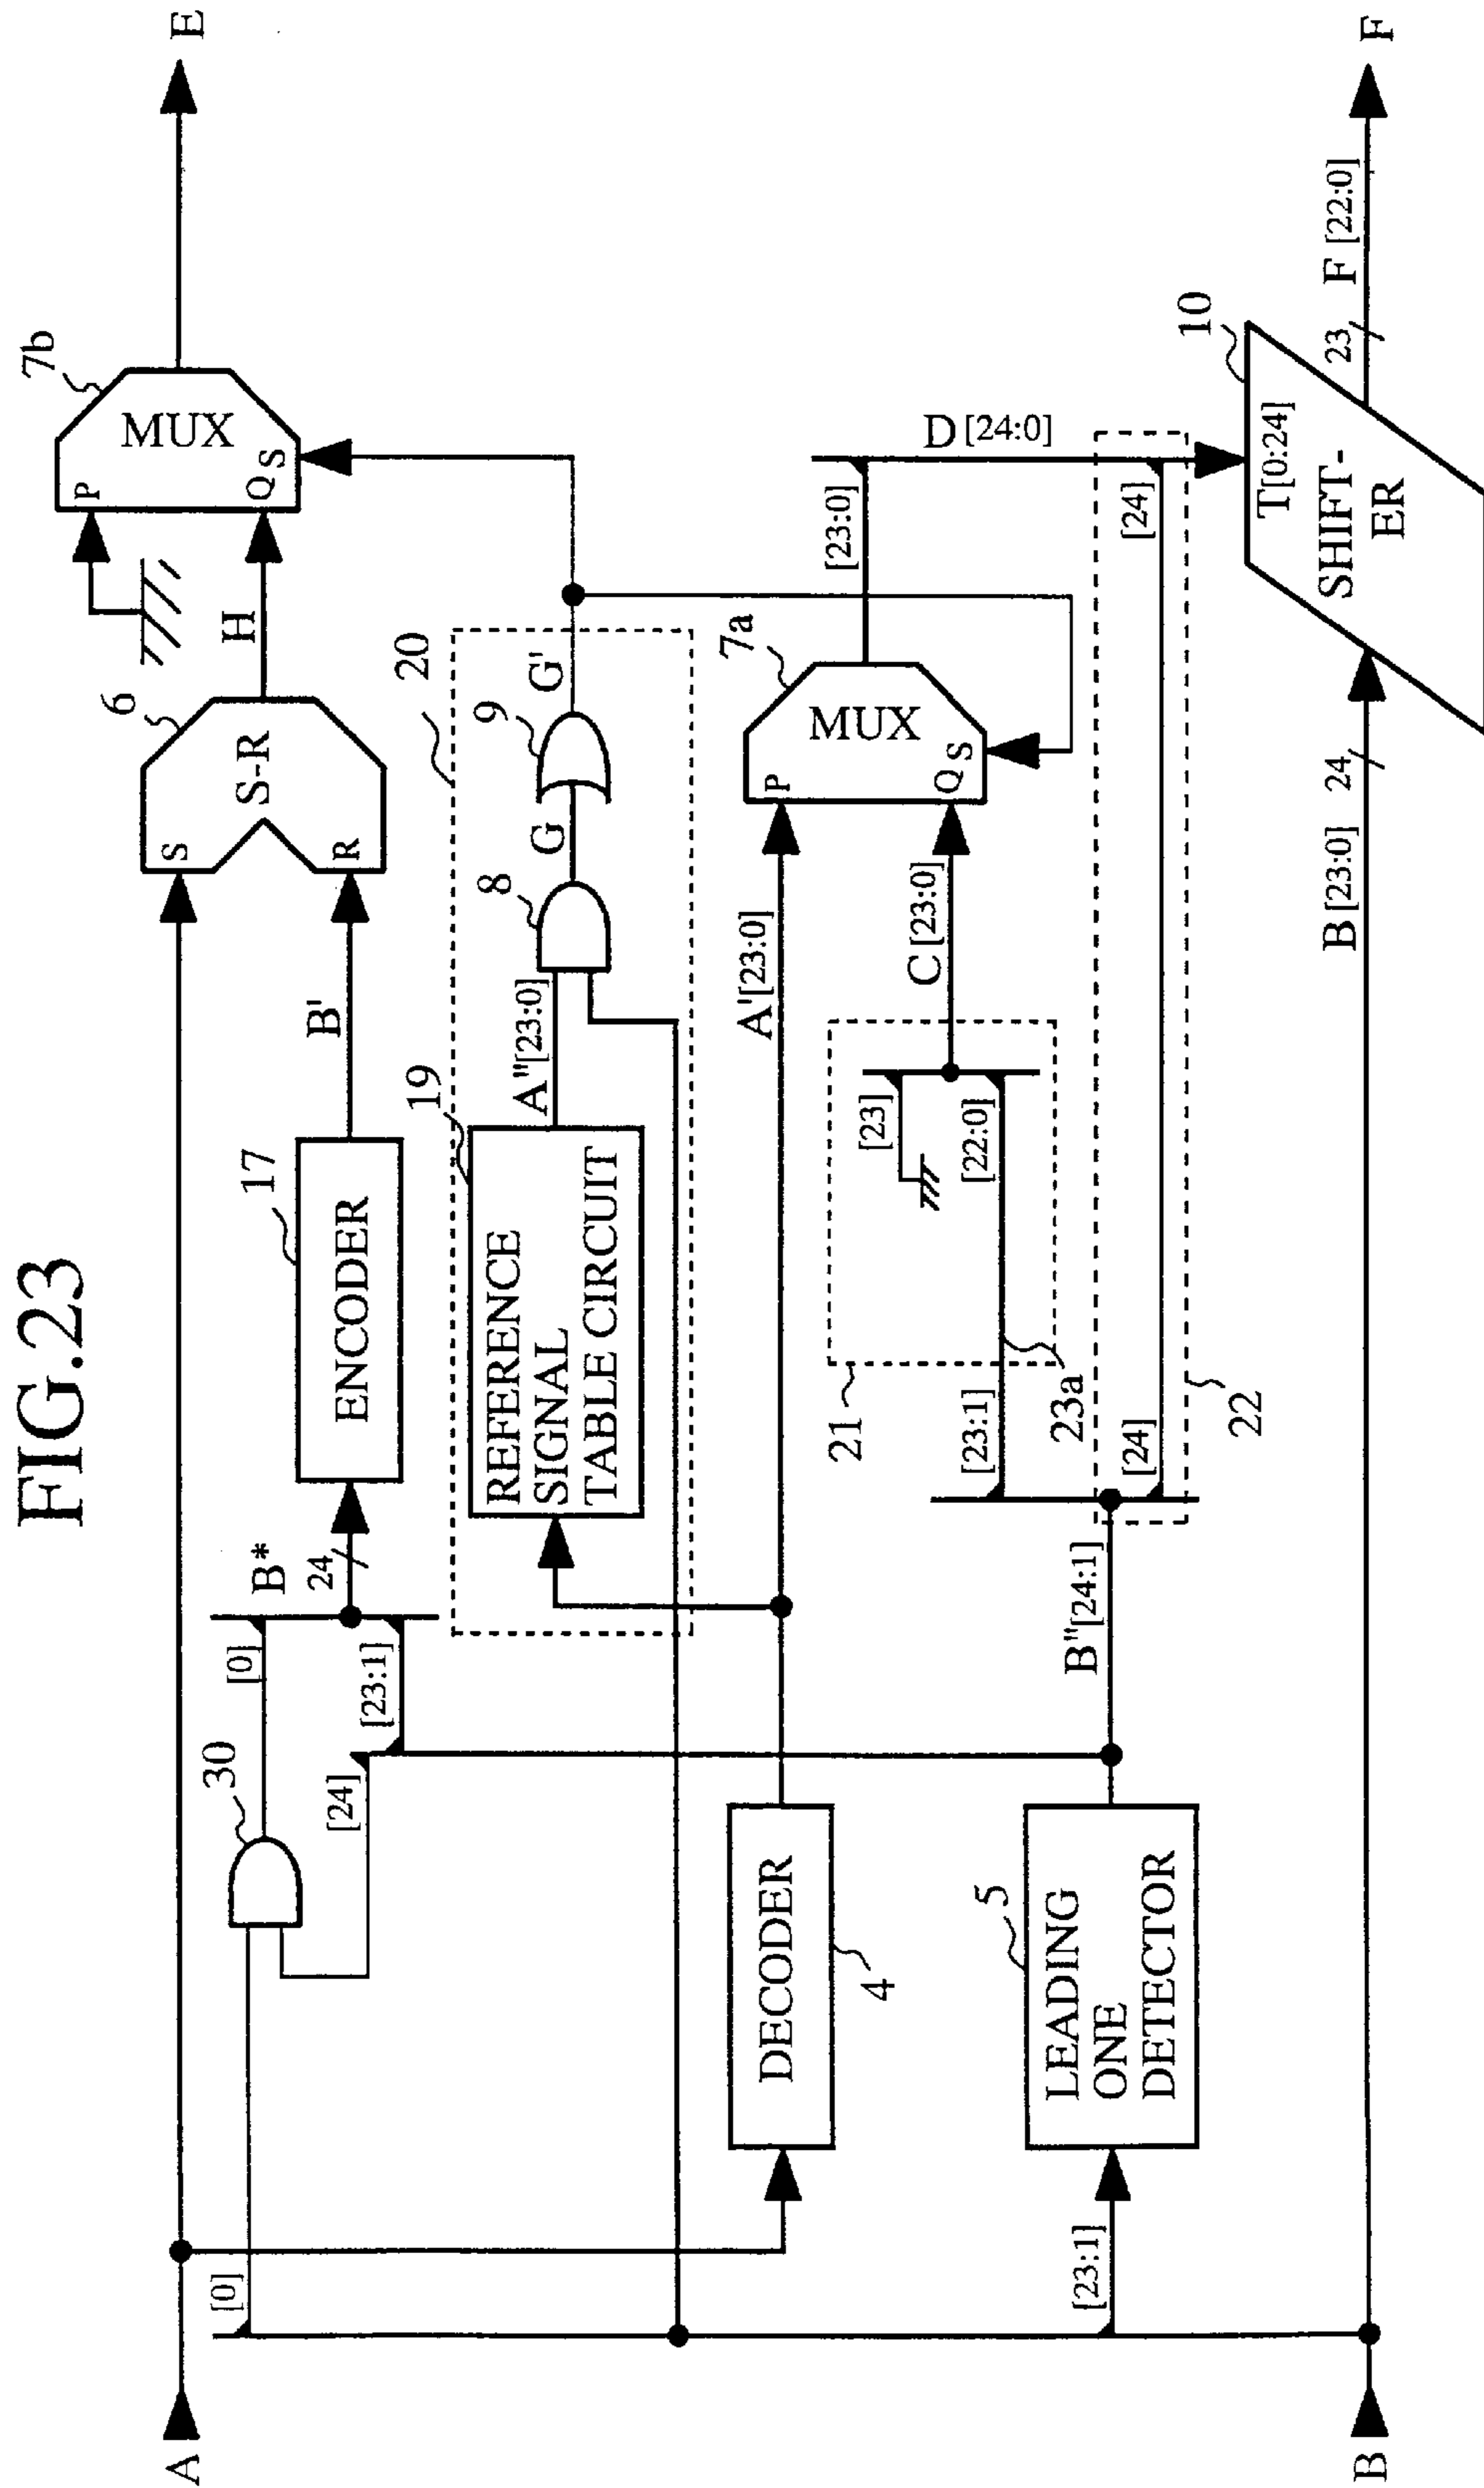 FIG.23
A
E
[0]
30
[24]
[0]
[23:1]
B*
24
17
ENCODER
B'
S
R
S-R
6
H
P
Q
S
MUX
7b
19
REFERENCE
SIGNAL
TABLE CIRCUIT
A"[23:0]
8
G
9
G'
20
DECODER
4
A'[23:0]
P
Q
S
MUX
7a
[23:0]
D[24:0]
[23:1]
5
LEADING
ONE
DETECTOR
B"[24:1]
[23:1]
[24]
21
23a
[23]
[22:0]
C[23:0]
22
[24]
B
B[23:0]
24
T[0:24]
SHIFT-
ER
10
23
F[22:0]
F